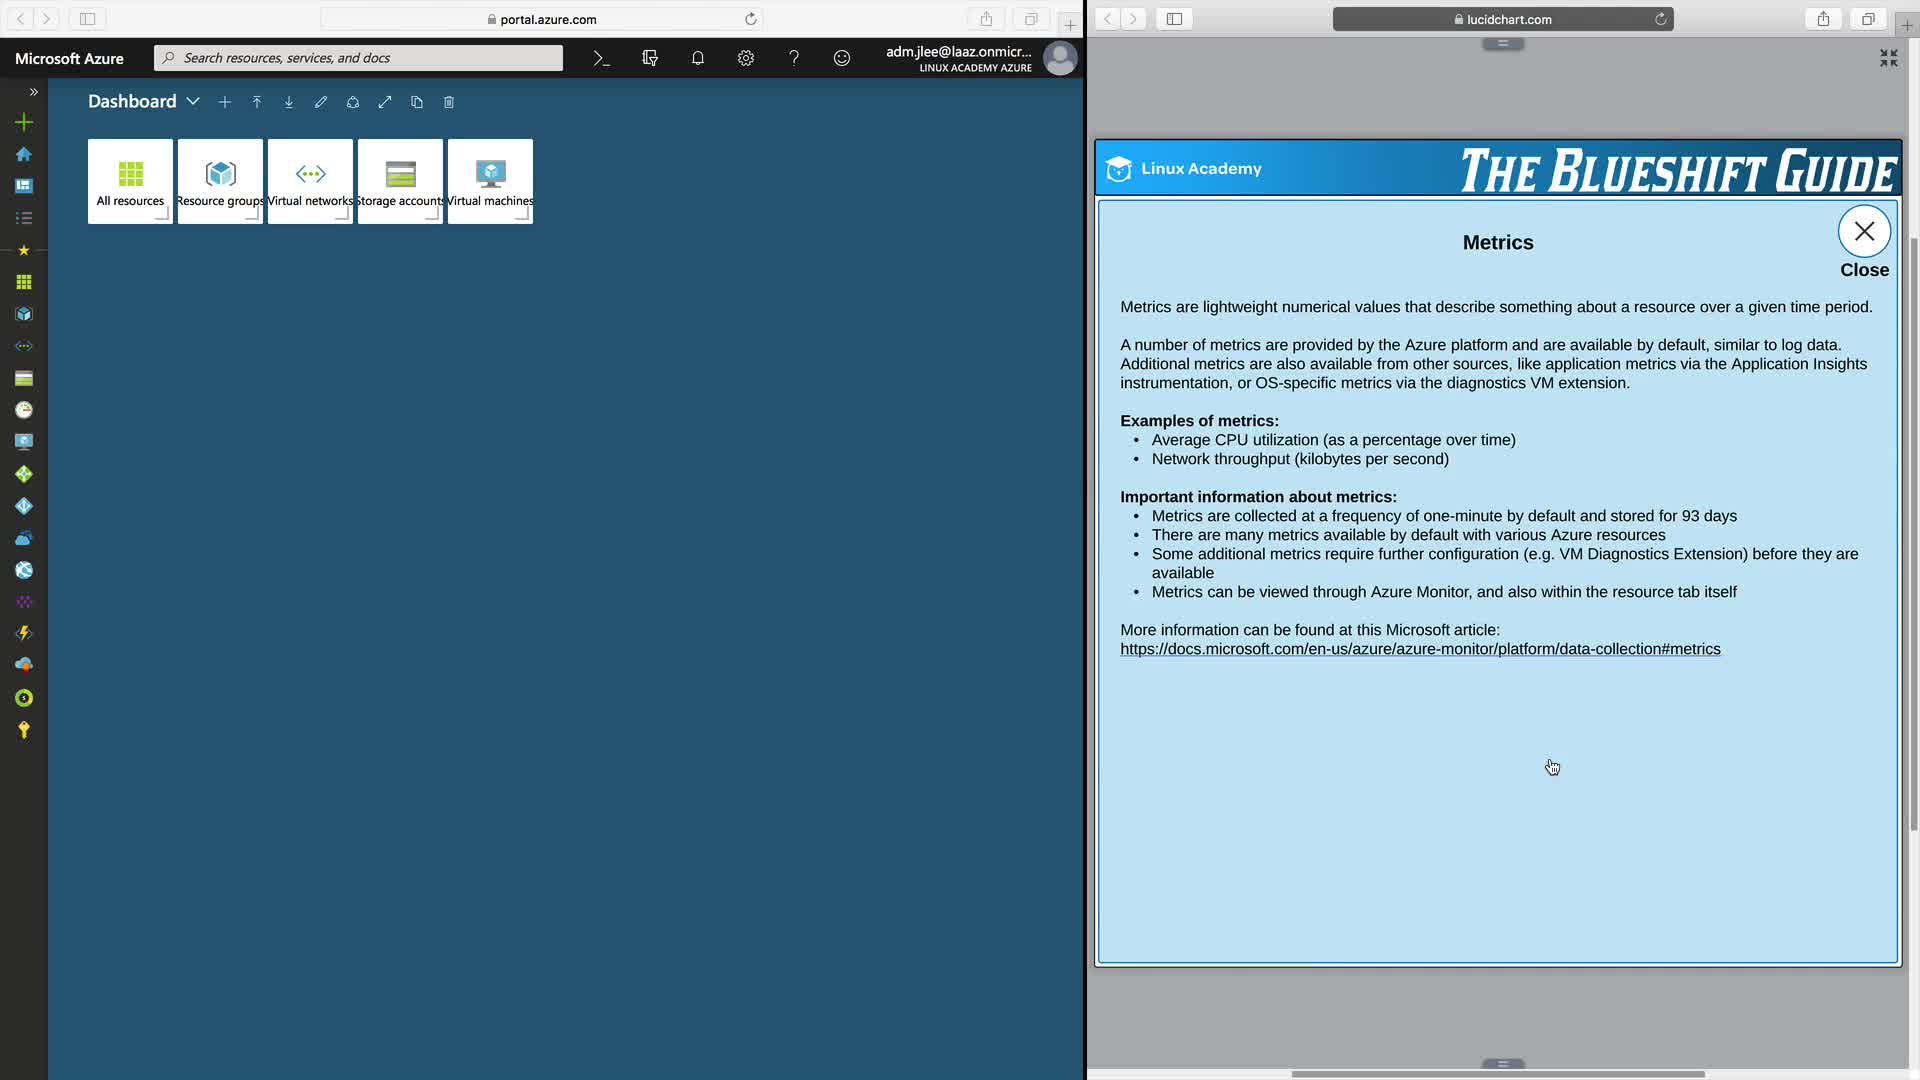 portal.azure.com
Microsoft Azure
Search resources, services, and docs
adm.jlee@laaz.onmicr...
LINUX ACADEMY AZURE
Dashboard
All resources
Resource groups
Virtual networks
Storage accounts
Virtual machines
lucidchart.com
Linux Academy
THE BLUESHIFT GUIDE
Metrics
Close
Metrics are lightweight numerical values that describe something about a resource over a given time period.
A number of metrics are provided by the Azure platform and are available by default, similar to log data.
Additional metrics are also available from other sources, like application metrics via the Application Insights
instrumentation, or OS-specific metrics via the diagnostics VM extension.
Examples of metrics:
• Average CPU utilization (as a percentage over time)
• Network throughput (kilobytes per second)
Important information about metrics:
• Metrics are collected at a frequency of one-minute by default and stored for 93 days
• There are many metrics available by default with various Azure resources
• Some additional metrics require further configuration (e.g. VM Diagnostics Extension) before they are
available
• Metrics can be viewed through Azure Monitor, and also within the resource tab itself
More information can be found at this Microsoft article:
https://docs.microsoft.com/en-us/azure/azure-monitor/platform/data-collection#metrics